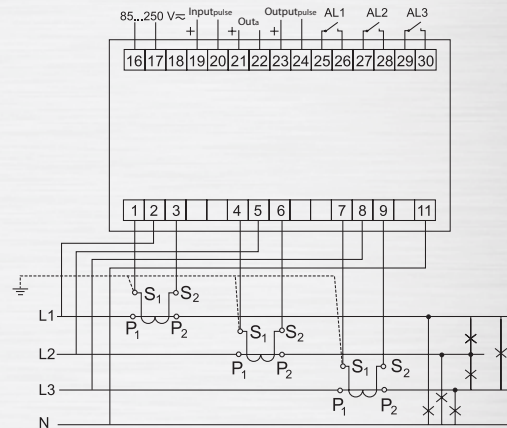 85...250 V≂ Inputpulse Outputpulse AL1 AL2 AL3
+ Outa + +
16 17 18 19 20 21 22 23 24 25 26 27 28 29 30
1 2 3 4 5 6 7 8 9 11
S1 S2
L1 P1 P2
S1 S2
L2 P1 P2
S1 S2
L3 P1 P2
N